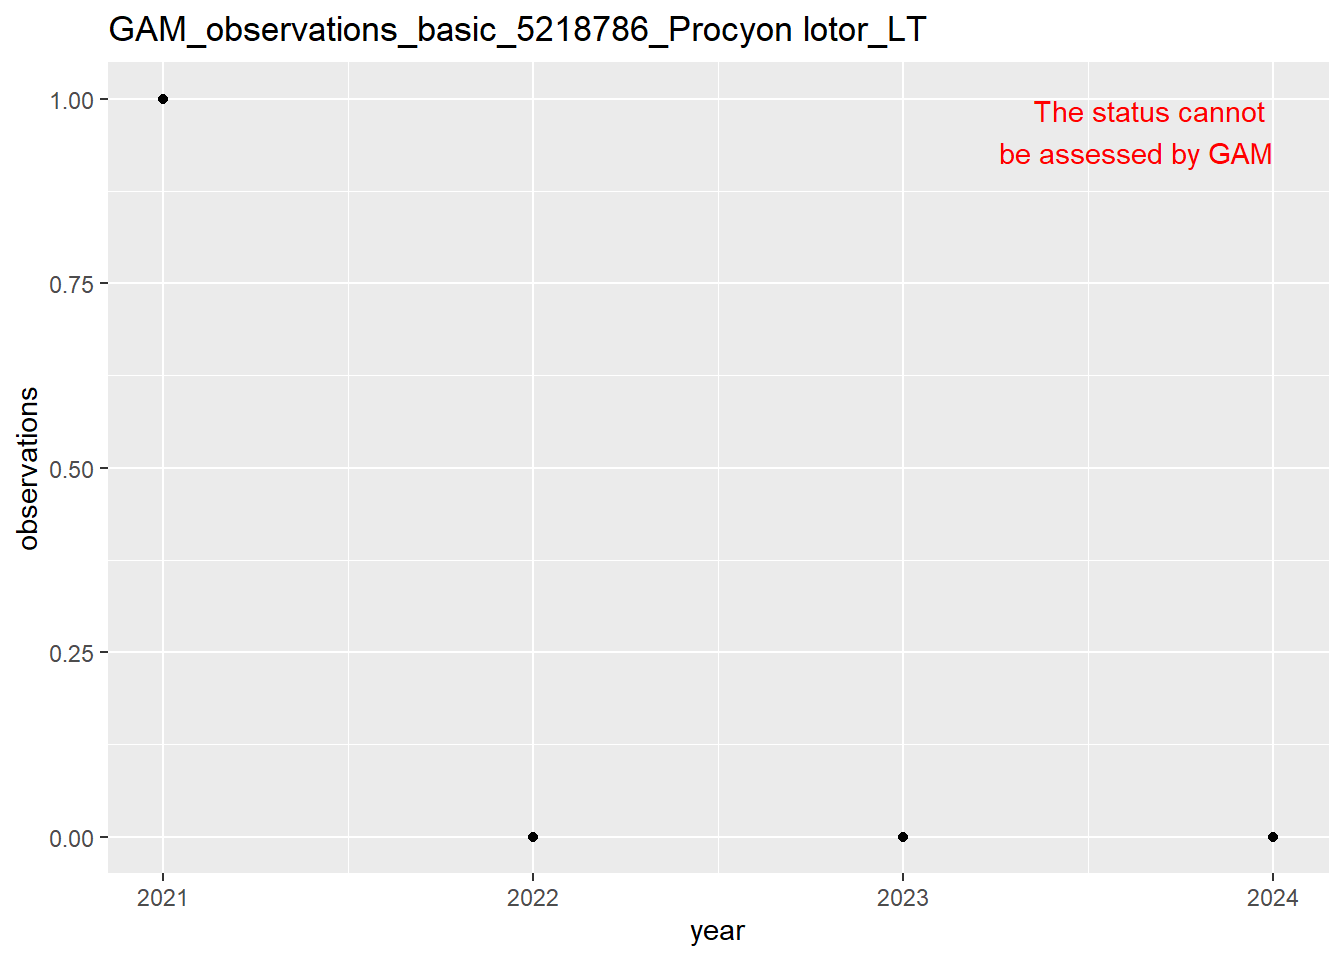 GAM_observations_basic_5218786_Procyon lotor_LT
The status cannot
be assessed by GAM
1.00
0.75
0.50
0.25
0.00
observations
2021 2022 2023 2024
year